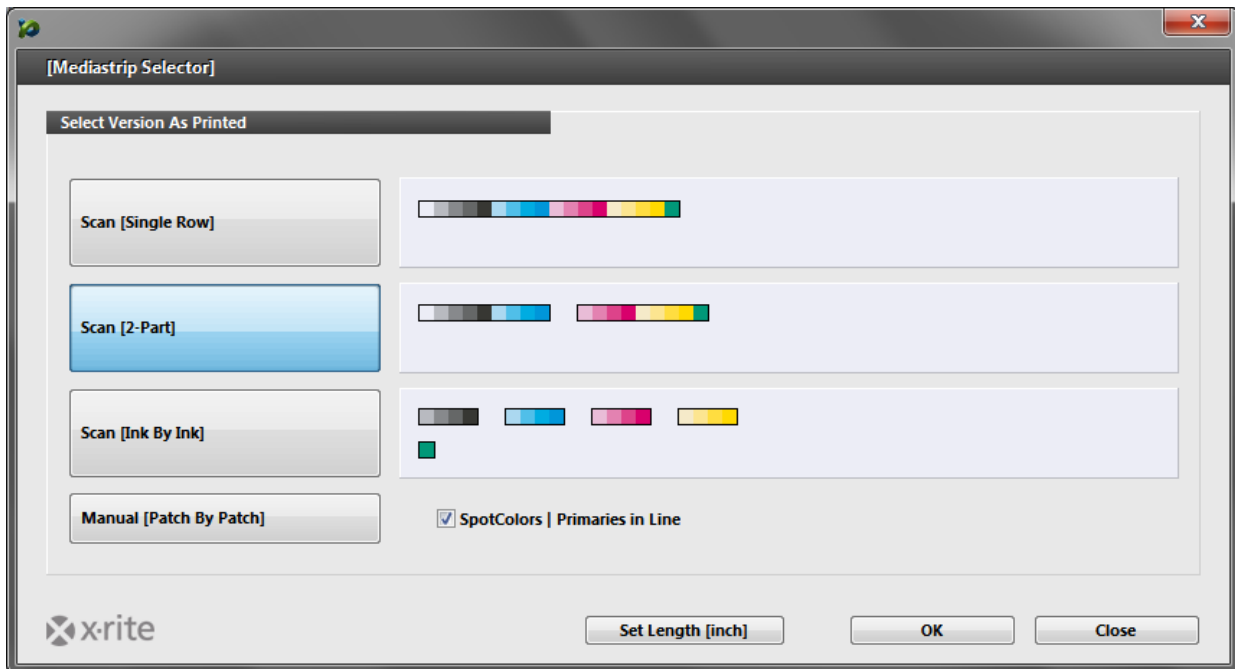 [Mediastrip Selector]
Select Version As Printed
Scan [Single Row]
Scan [2-Part]
Scan [Ink By Ink]
Manual [Patch By Patch]
SpotColors | Primaries in Line
x·rite
Set Length [inch]
OK
Close